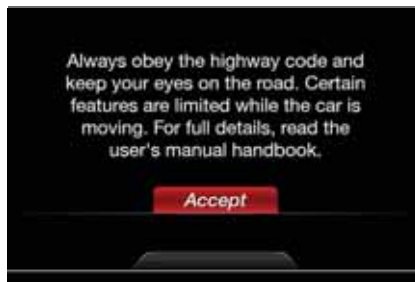 Always obey the highway code and
keep your eyes on the road. Certain
features are limited while the car is
moving. For full details, read the
user's manual handbook.
Accept